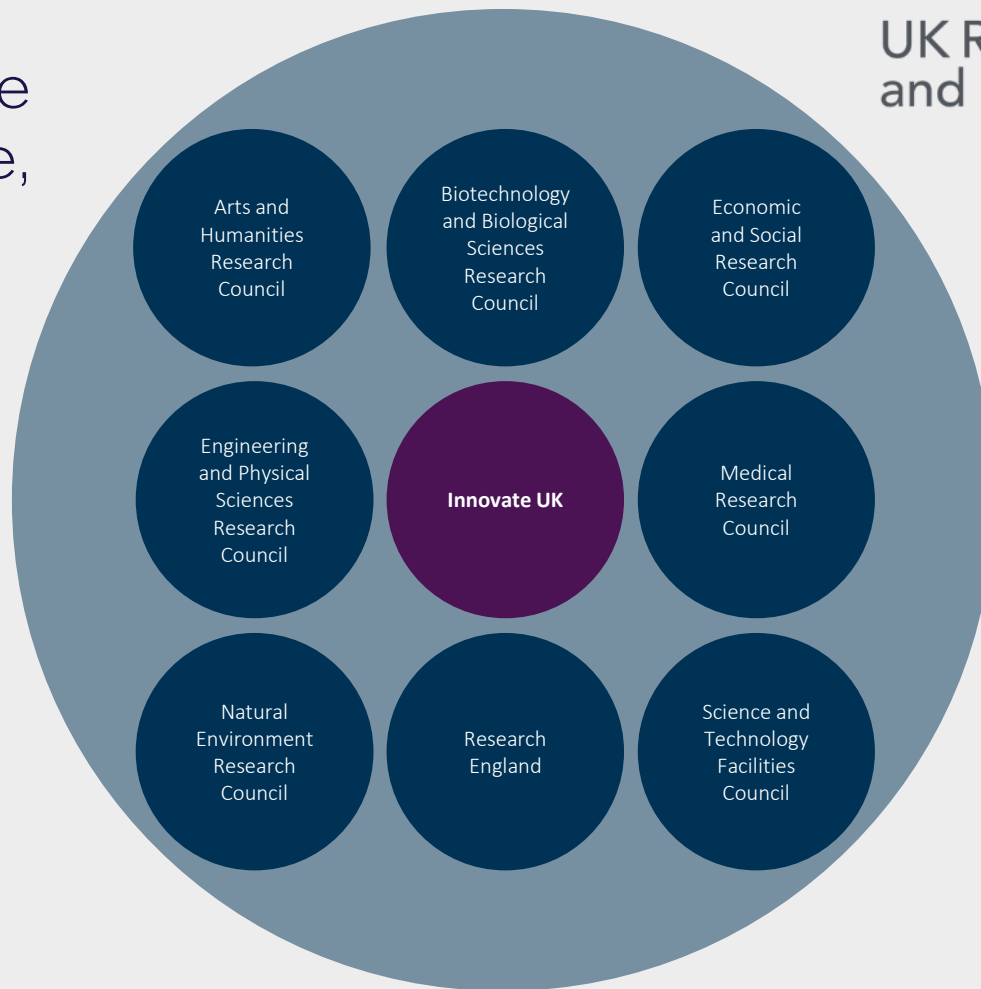 e,
UK R
and
Arts and
Humanities
Research
Council
Biotechnology
and Biological
Sciences
Research
Council
Economic
and Social
Research
Council
Engineering
and Physical
Sciences
Research
Council
Innovate UK
Medical
Research
Council
Natural
Environment
Research
Council
Research
England
Science and
Technology
Facilities
Council